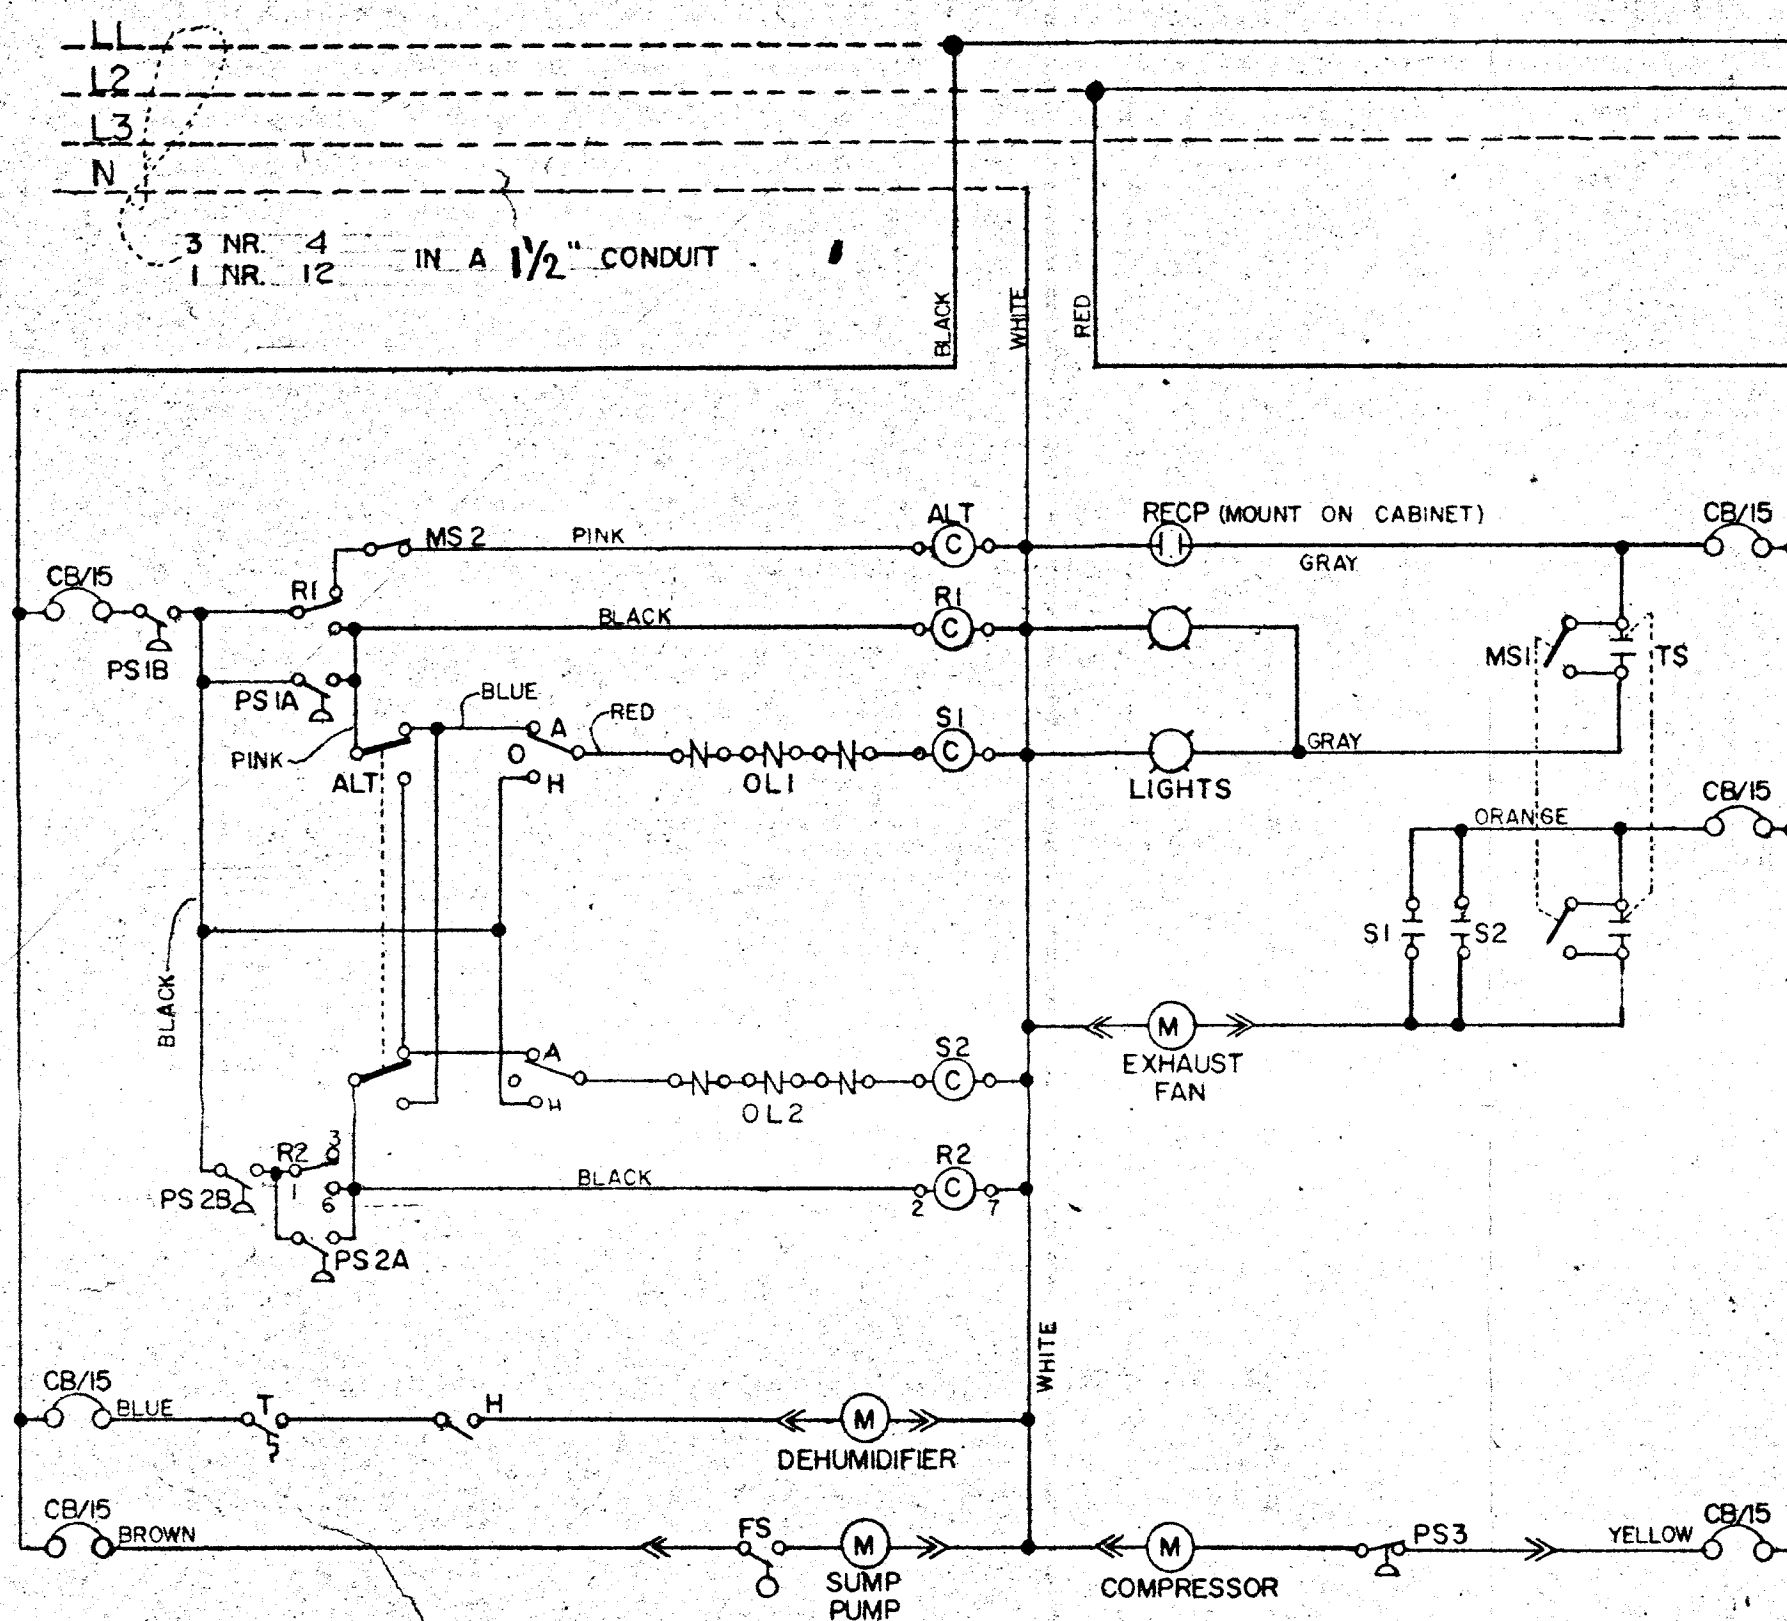 L1
L2
L3
N
3 NR. 4
1 NR. 12
IN A 1½" CONDUIT
BLACK
WHITE
RED
ALT
RECP (MOUNT ON CABINET)
CB/15
MS 2
PINK
C
GRAY
CB/15
R1
R1
BLACK
C
PS1B
MS1
TS
PS1A
BLUE
A
RED
S1
PINK
O
N N N
C
GRAY
ALT
H
OL1
LIGHTS
CB/15
ORANGE
S1
S2
BLACK
A
S2
M
EXHAUST
FAN
O
N N N
C
H
OL2
R2
3
R2
BLACK
C
PS2B
1
6
2
7
PS2A
WHITE
CB/15
BLUE
T
H
M
DEHUMIDIFIER
CB/15
BROWN
FS
M
M
PS3
YELLOW
CB/15
SUMP
PUMP
COMPRESSOR